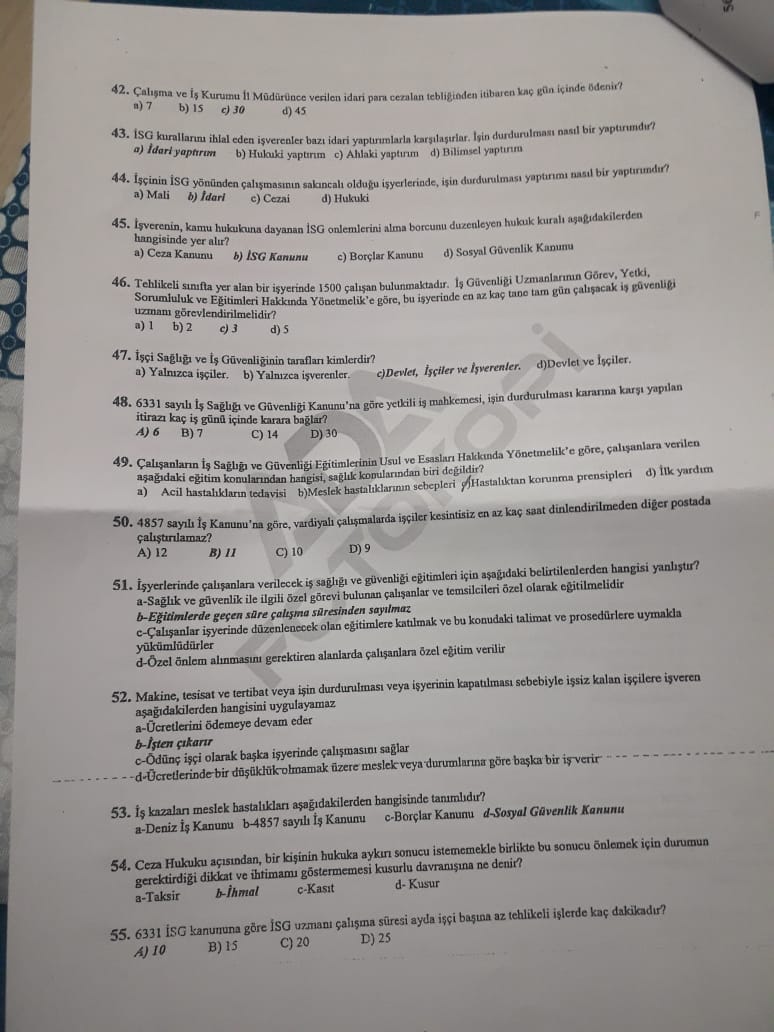 42. Çalışma ve İş Kurumu İl Müdürünce verilen idari para cezaları tebliğinden itibaren kaç gün içinde ödenir?
a) 7 b) 15 c) 30 d) 45
43. İSG kurallarını ihlal eden işverenler bazı idari yaptırımlarla karşılaşırlar. İşin durdurulması nasıl bir yaptırımdır?
a) İdari yaptırım b) Hukuki yaptırım c) Ahlaki yaptırım d) Bilimsel yaptırım
44. İşçinin İSG yönünden çalışmasının sakıncalı olduğu işyerlerinde, işin durdurulması yaptırımı nasıl bir yaptırımdır?
a) Mali b) İdari c) Cezai d) Hukuki
45. İşverenin, kamu hukukuna dayanan İSG onlemlerini alma borcunu duzenleyen hukuk kuralı aşağıdakilerden
hangisinde yer alır?
a) Ceza Kanunu b) İSG Kanunu c) Borçlar Kanunu d) Sosyal Güvenlik Kanunu
46. Tehlikeli sınıfta yer alan bir işyerinde 1500 çalışan bulunmaktadır. İş Güvenliği Uzmanlarının Görev, Yetki,
Sorumluluk ve Eğitimleri Hakkında Yönetmelik'e göre, bu işyerinde en az kaç tane tam gün çalışacak iş güvenliği
uzmanı görevlendirilmelidir?
a) 1 b) 2 c) 3 d) 5
47. İşçi Sağlığı ve İş Güvenliğinin tarafları kimlerdir?
a) Yalnızca işçiler. b) Yalnızca işverenler. c)Devlet, İşçiler ve İşverenler. d)Devlet ve İşçiler.
48. 6331 sayılı İş Sağlığı ve Güvenliği Kanunu'na göre yetkili iş mahkemesi, işin durdurulması kararına karşı yapılan
itirazı kaç iş günü içinde karara bağlar?
A) 6 B) 7 C) 14 D) 30
49. Çalışanların İş Sağlığı ve Güvenliği Eğitimlerinin Usul ve Esasları Hakkında Yönetmelik'e göre, çalışanlara verilen
aşağıdaki eğitim konularından hangisi, sağlık konularından biri değildir?
a) Acil hastalıkların tedavisi b)Meslek hastalıklarının sebepleri c)Hastalıktan korunma prensipleri d) İlk yardım
50. 4857 sayılı İş Kanunu'na göre, vardiyalı çalışmalarda işçiler kesintisiz en az kaç saat dinlendirilmeden diğer postada
çalıştırılamaz?
A) 12 B) 11 C) 10 D) 9
51. İşyerlerinde çalışanlara verilecek iş sağlığı ve güvenliği eğitimleri için aşağıdaki belirtilenlerden hangisi yanlıştır?
a-Sağlık ve güvenlik ile ilgili özel görevi bulunan çalışanlar ve temsilcileri özel olarak eğitilmelidir
b-Eğitimlerde geçen süre çalışma süresinden sayılmaz
c-Çalışanlar işyerinde düzenlenecek olan eğitimlere katılmak ve bu konudaki talimat ve prosedürlere uymakla
yükümlüdürler
d-Özel önlem alınmasını gerektiren alanlarda çalışanlara özel eğitim verilir
52. Makine, tesisat ve tertibat veya işin durdurulması veya işyerinin kapatılması sebebiyle işsiz kalan işçilere işveren
aşağıdakilerden hangisini uygulayamaz
a-Ücretlerini ödemeye devam eder
b-İşten çıkarır
c-Ödünç işçi olarak başka işyerinde çalışmasını sağlar
d-Ücretlerinde bir düşüklük olmamak üzere meslek veya durumlarına göre başka bir iş verir
53. İş kazaları meslek hastalıkları aşağıdakilerden hangisinde tanımlıdır?
a-Deniz İş Kanunu b-4857 sayılı İş Kanunu c-Borçlar Kanunu d-Sosyal Güvenlik Kanunu
54. Ceza Hukuku açısından, bir kişinin hukuka aykırı sonucu istememekle birlikte bu sonucu önlemek için durumun
gerektirdiği dikkat ve ihtimamı göstermemesi kusurlu davranışına ne denir?
a-Taksir b-İhmal c-Kasıt d- Kusur
55. 6331 İSG kanununa göre İSG uzmanı çalışma süresi ayda işçi başına az tehlikeli işlerde kaç dakikadır?
A) 10 B) 15 C) 20 D) 25
ADA
FOTOKOPİ